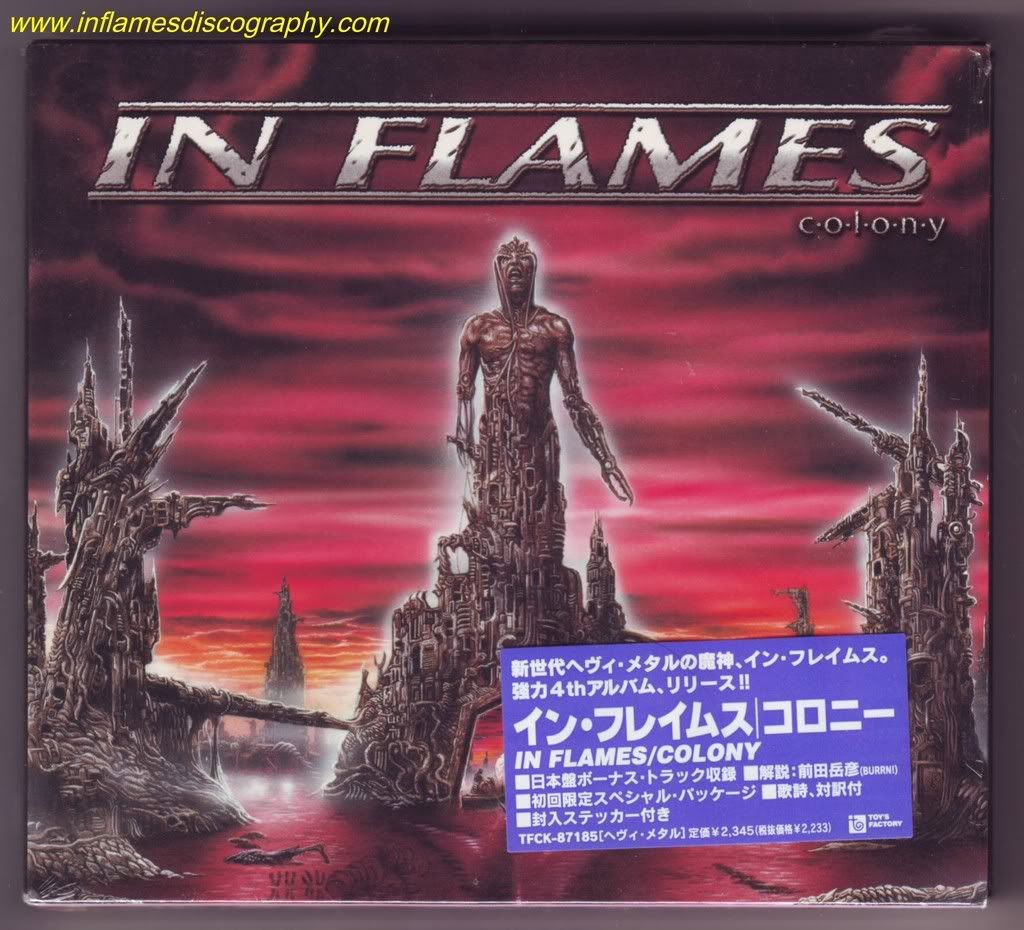 www.inflamesdiscography.com
IN FLAMES
c·o·l·o·n·y
新世代ヘヴィ・メタルの魔神、イン・フレイムス。
強力4thアルバム、リリース!!
イン・フレイムス|コロニー
IN FLAMES/COLONY
■日本盤ボーナス・トラック収録 ■解説:前田岳彦(BURRN!)
■初回限定スペシャル・パッケージ ■歌詩、対訳付
■封入ステッカー付き
TFCK-87185[ヘヴィ・メタル] 定価¥2,345(税抜価格¥2,233)
TOY'S
FACTORY